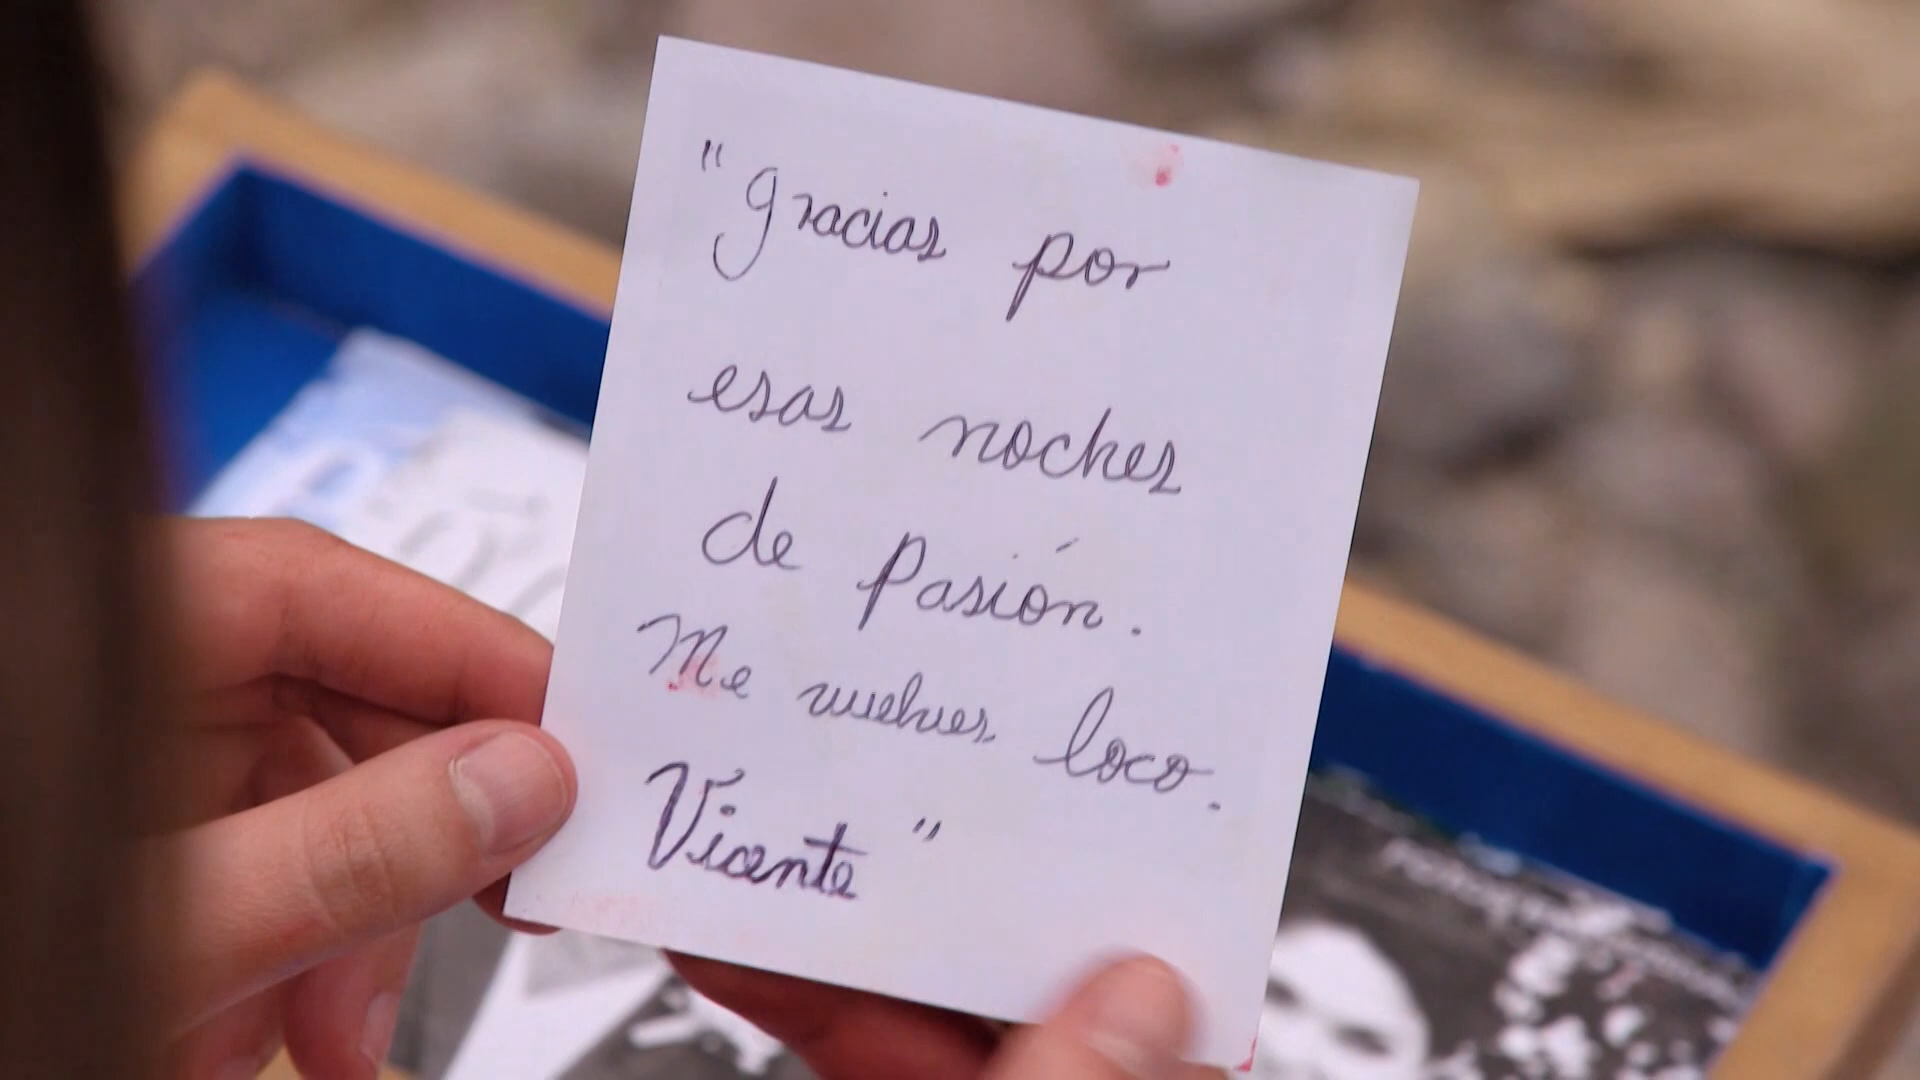 "gracias por
esas noches
de pasión.
Me vuelves loco.
Vicente"